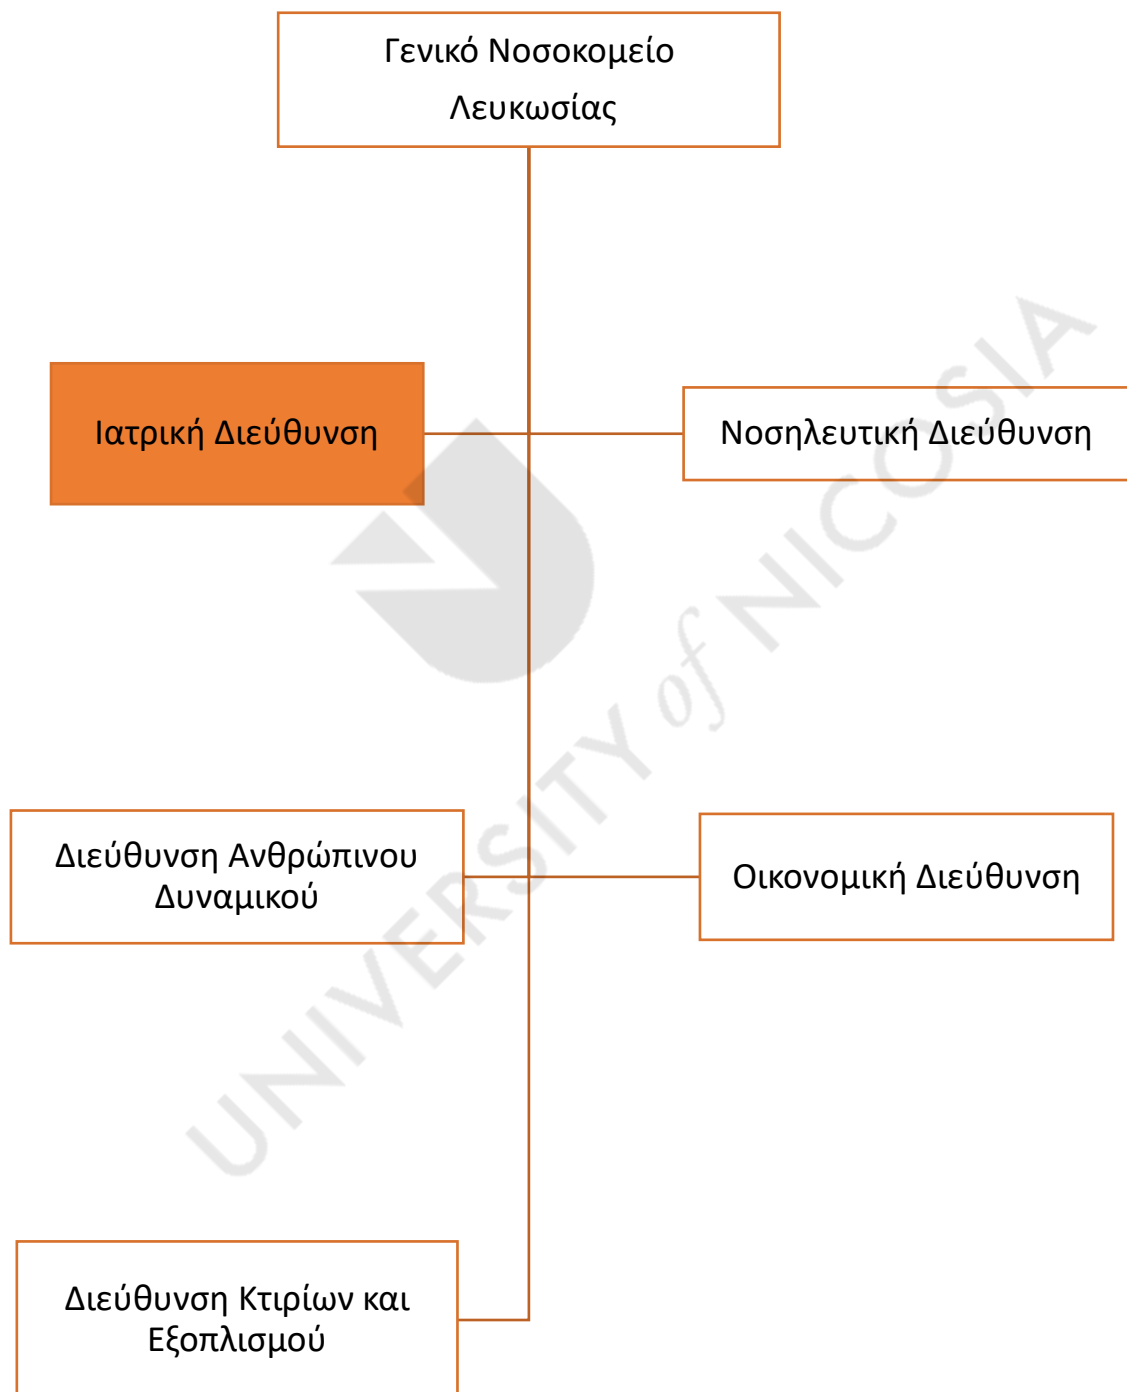 Γενικό Νοσοκομείο
Λευκωσίας
Ιατρική Διεύθυνση
Νοσηλευτική Διεύθυνση
Διεύθυνση Ανθρώπινου
Δυναμικού
Οικονομική Διεύθυνση
Διεύθυνση Κτιρίων και
Εξοπλισμού
UNIVERSITY of NICOSIA